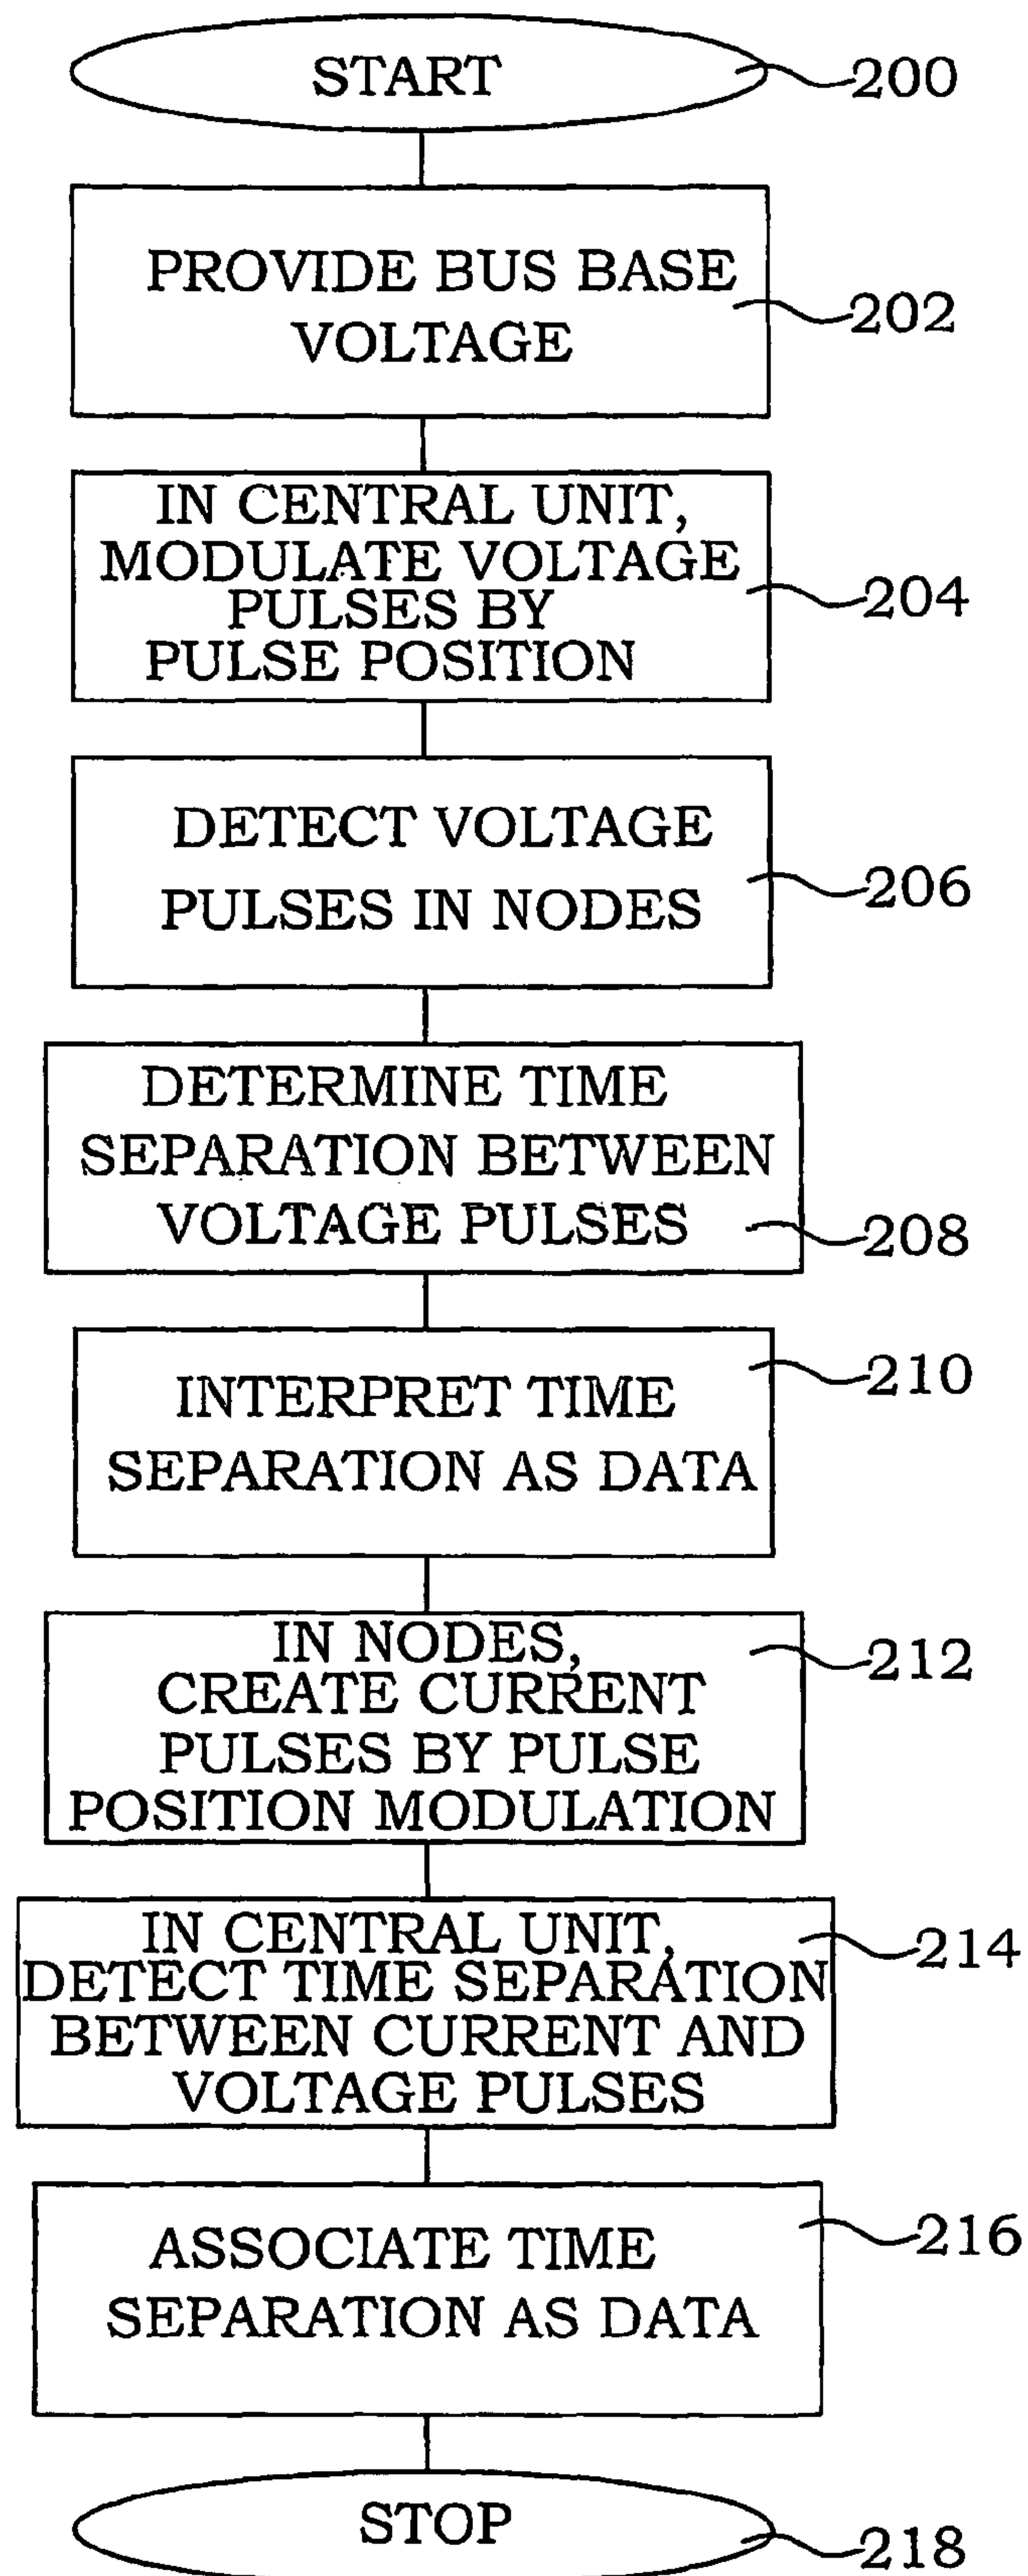 START
200
PROVIDE BUS BASE
VOLTAGE
202
IN CENTRAL UNIT,
MODULATE VOLTAGE
PULSES BY
PULSE POSITION
204
DETECT VOLTAGE
PULSES IN NODES
206
DETERMINE TIME
SEPARATION BETWEEN
VOLTAGE PULSES
208
INTERPRET TIME
SEPARATION AS DATA
210
IN NODES,
CREATE CURRENT
PULSES BY PULSE
POSITION MODULATION
212
IN CENTRAL UNIT,
DETECT TIME SEPARATION
BETWEEN CURRENT AND
VOLTAGE PULSES
214
ASSOCIATE TIME
SEPARATION AS DATA
216
STOP
218